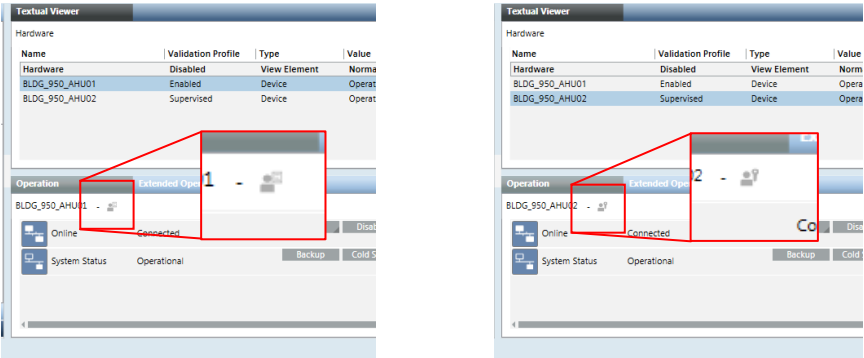 Textual Viewer
Hardware
Name Validation Profile Type Value
Hardware Disabled View Element Norma
BLDG_950_AHU01 Enabled Device Operat
BLDG_950_AHU02 Supervised Device Operat
1 -
Operation Extended Ope
BLDG_950_AHU01 -
Online Connected Disab
System Status Operational Backup Cold S
Textual Viewer
Hardware
Name Validation Profile Type Value
Hardware Disabled View Element Norm
BLDG_950_AHU01 Enabled Device Opera
BLDG_950_AHU02 Supervised Device Opera
2 -
Operation Extended Ope
BLDG_950_AHU02 -
Co
Online Connected Disa
System Status Operational Backup Cold